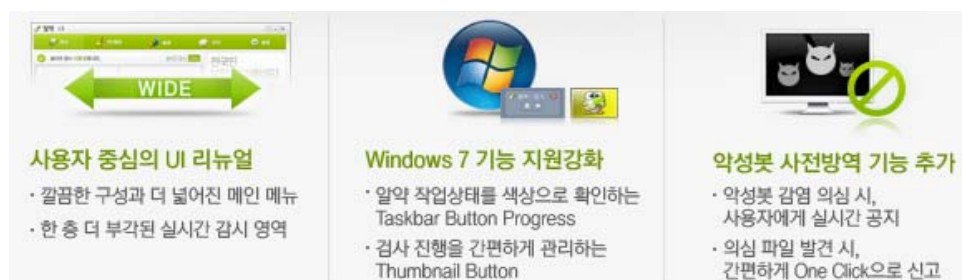 WIDE
사용자 중심의 UI 리뉴얼
· 깔끔한 구성과 더 넓어진 메인 메뉴
· 한 층 더 부각된 실시간 감시 영역
Windows 7 기능 지원강화
· 알약 작업상태를 색상으로 확인하는
Taskbar Button Progress
· 검사 진행을 간편하게 관리하는
Thumbnail Button
악성봇 사전방역 기능 추가
· 악성봇 감염 의심 시,
사용자에게 실시간 공지
· 의심 파일 발견 시,
간편하게 One Click으로 신고